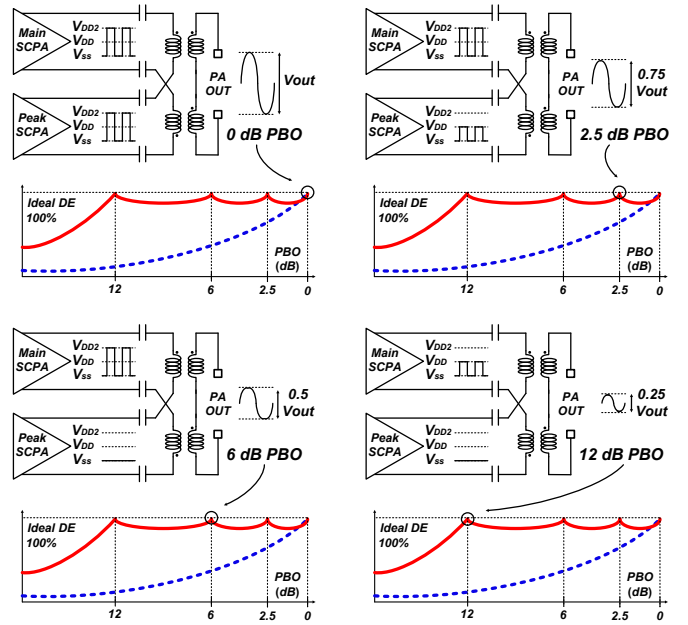 Main
SCPA
VDD2
VDD
Vss
Peak
SCPA
VDD2
VDD
Vss
PA
OUT
Vout
0 dB PBO
Ideal DE
100%
PBO
(dB)
12
6
2.5
0
Main
SCPA
VDD2
VDD
Vss
Peak
SCPA
VDD2
VDD
Vss
PA
OUT
0.75
Vout
2.5 dB PBO
Ideal DE
100%
PBO
(dB)
12
6
2.5
0
Main
SCPA
VDD2
VDD
Vss
Peak
SCPA
VDD2
VDD
Vss
PA
OUT
0.5
Vout
6 dB PBO
Ideal DE
100%
PBO
(dB)
12
6
2.5
0
Main
SCPA
VDD2
VDD
Vss
Peak
SCPA
VDD2
VDD
Vss
PA
OUT
0.25
Vout
12 dB PBO
Ideal DE
100%
PBO
(dB)
12
6
2.5
0